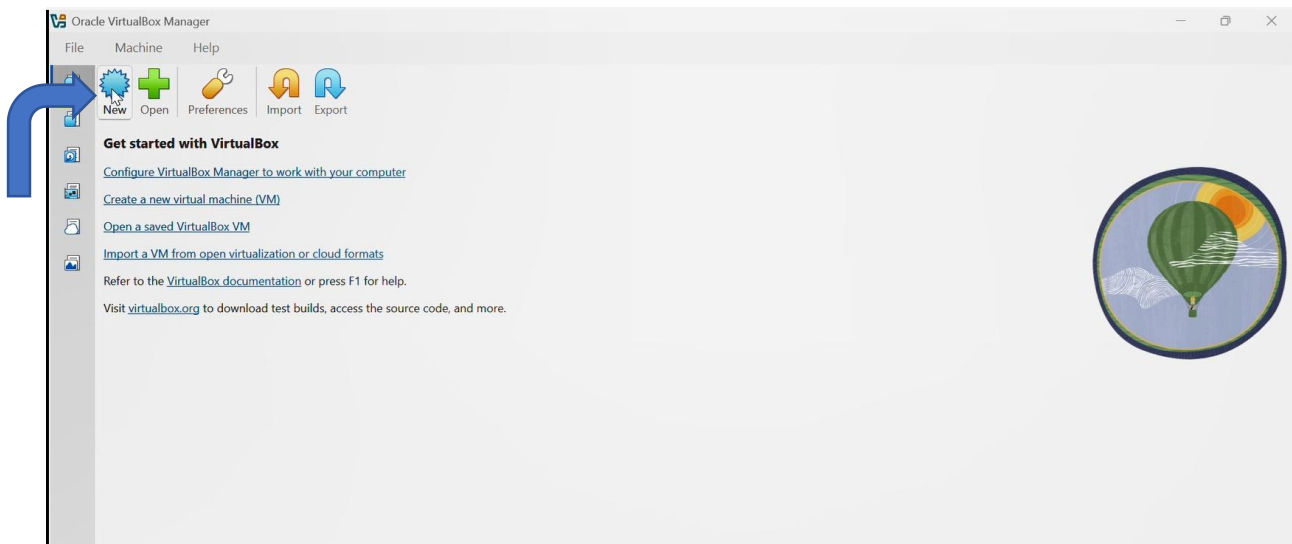 Oracle VirtualBox Manager
File Machine Help
New Open Preferences Import Export
Get started with VirtualBox
Configure VirtualBox Manager to work with your computer
Create a new virtual machine (VM)
Open a saved VirtualBox VM
Import a VM from open virtualization or cloud formats
Refer to the VirtualBox documentation or press F1 for help.
Visit virtualbox.org to download test builds, access the source code, and more.